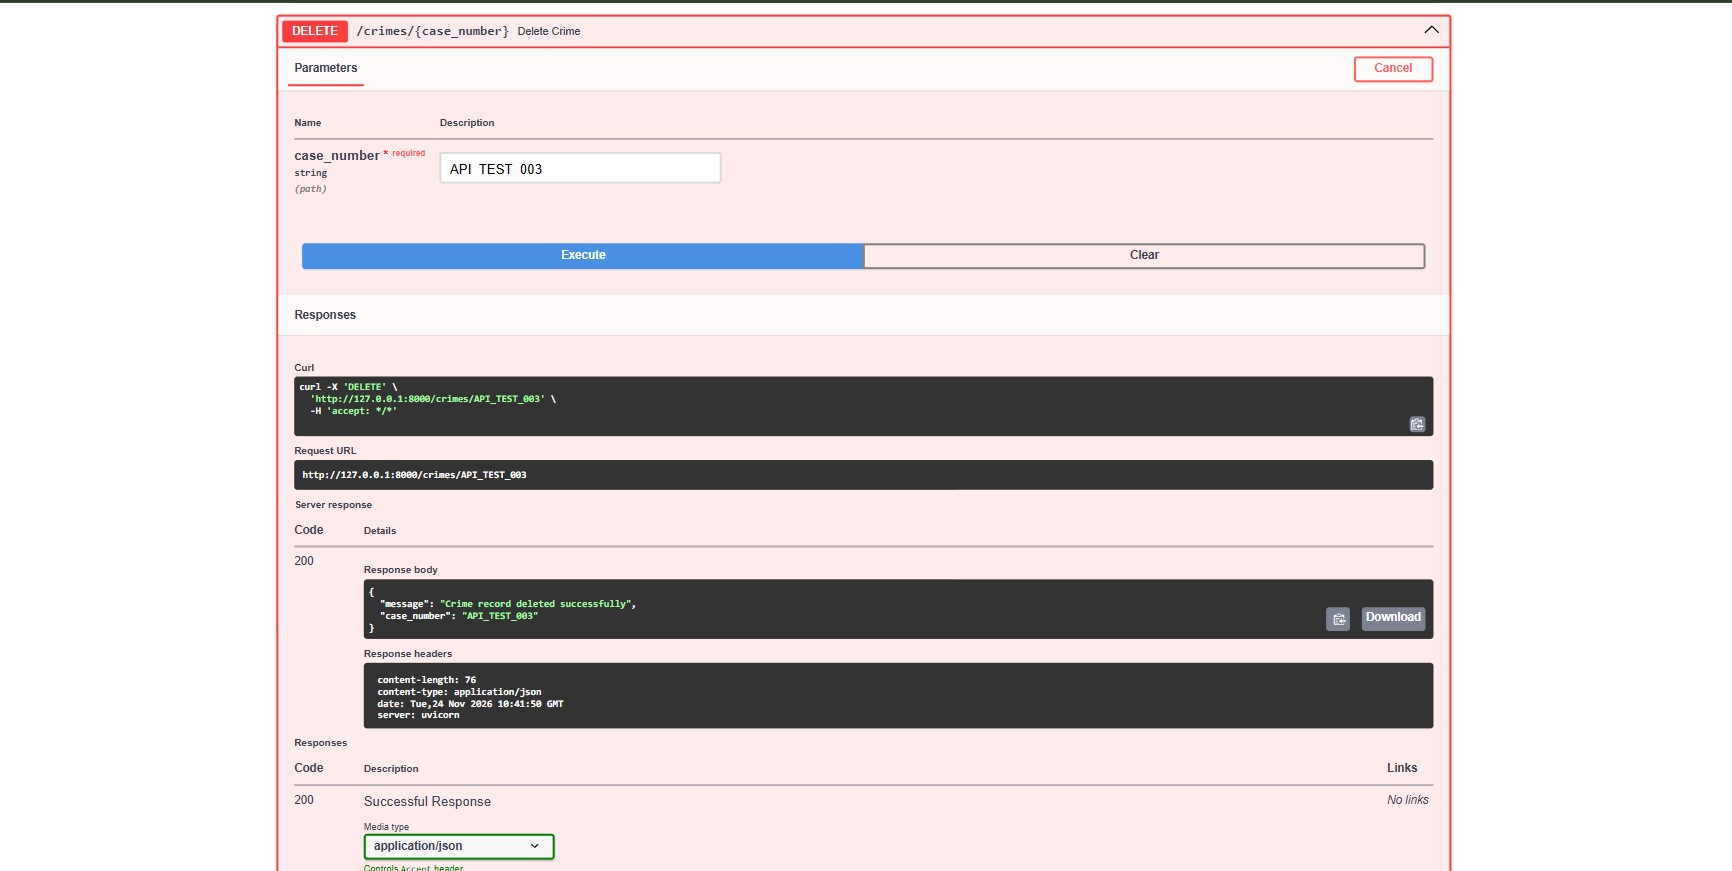 DELETE /crimes/{case_number} Delete Crime
Parameters Cancel
Name Description
case_number * required API_TEST_003
string
(path)
Execute Clear
Responses
Curl
curl -X 'DELETE' \
'http://127.0.0.1:8000/crimes/API_TEST_003' \
-H 'accept: */*'
Request URL
http://127.0.0.1:8000/crimes/API_TEST_003
Server response
Code Details
200
Response body
{
"message": "Crime record deleted successfully",
"case_number": "API_TEST_003"
}
Download
Response headers
content-length: 76
content-type: application/json
date: Tue,24 Nov 2026 10:41:50 GMT
server: uvicorn
Responses
Code Description Links
200 Successful Response No links
Media type
application/json
Controls Accept header